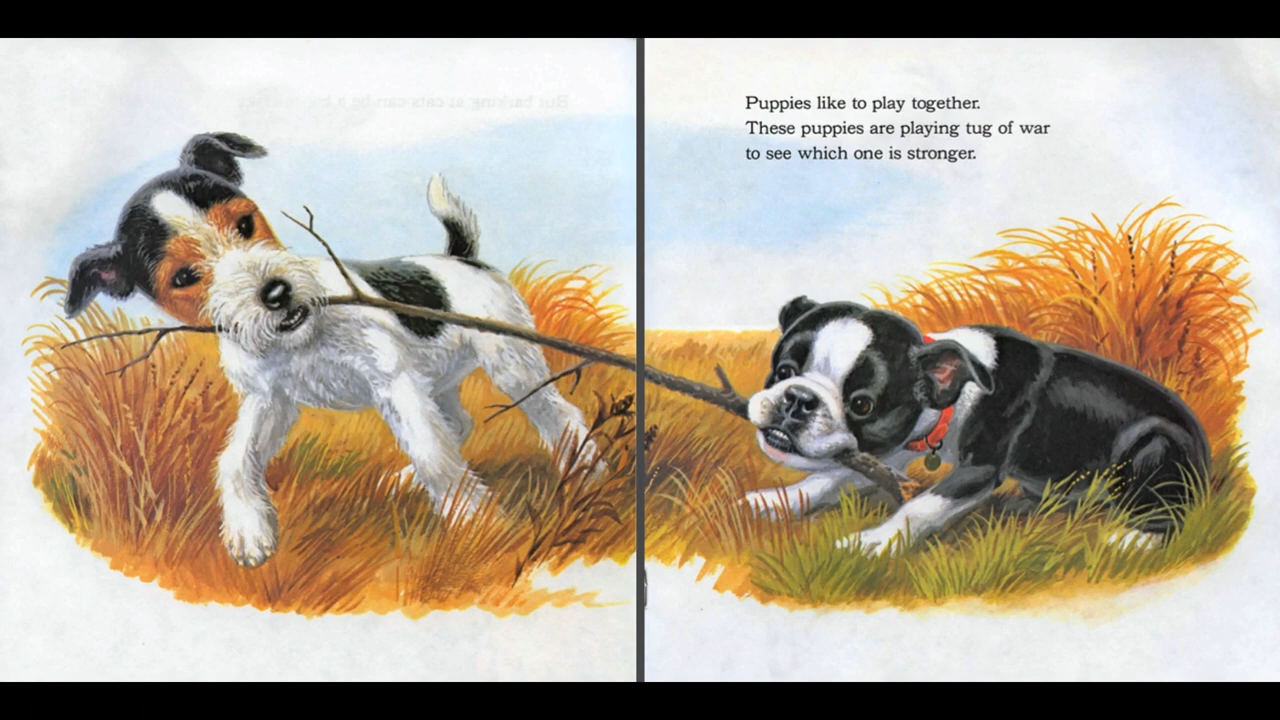 Puppies like to play together.
These puppies are playing tug of war
to see which one is stronger.